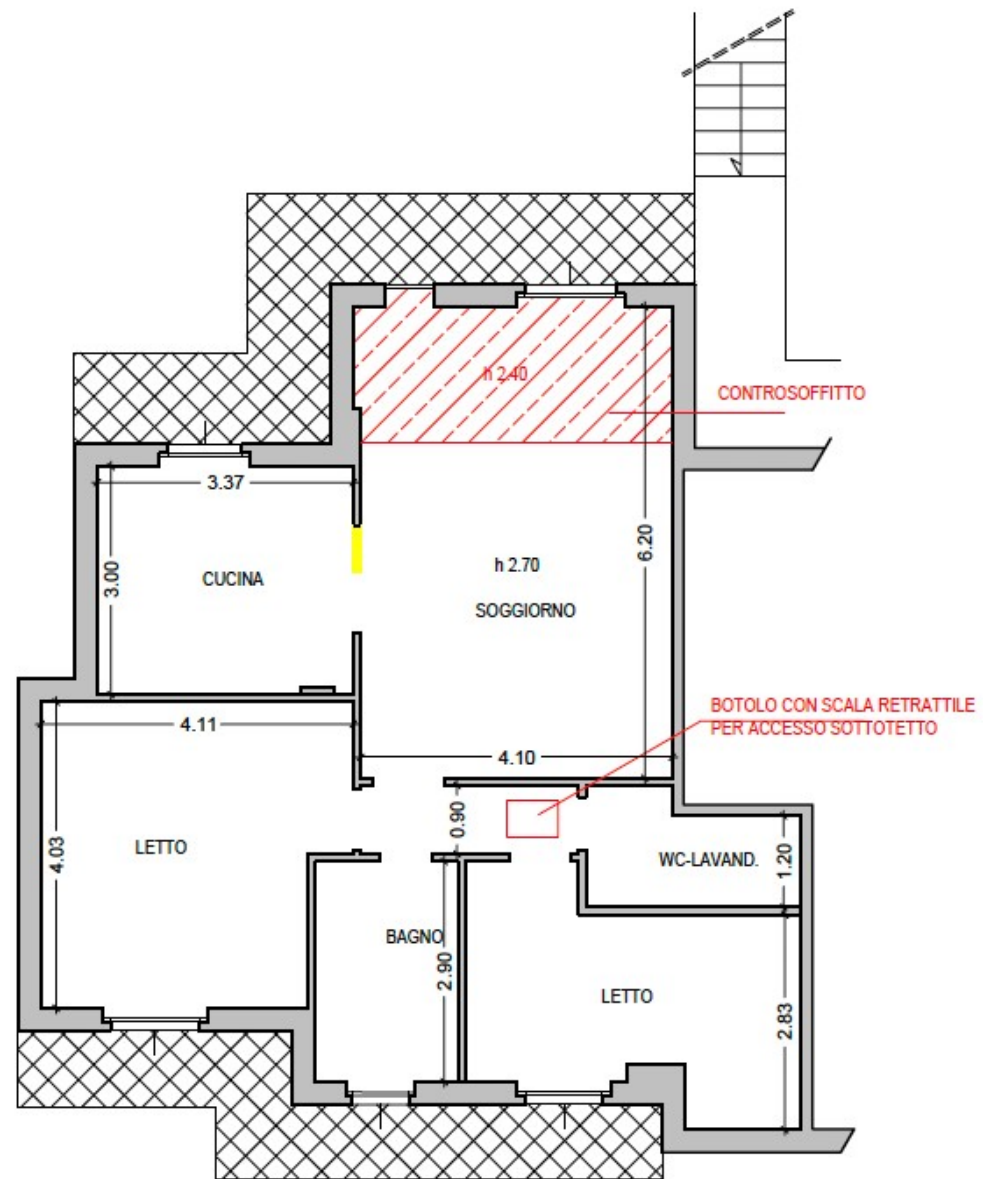 h 2.40
CONTROSOFFITTO
3.37
3.00
CUCINA
h 2.70
SOGGIORNO
6.20
BOTOLO CON SCALA RETRATTILE
PER ACCESSO SOTTOTETTO
4.11
4.10
4.03
LETTO
0.90
WC-LAVAND.
1.20
BAGNO
2.90
LETTO
2.83